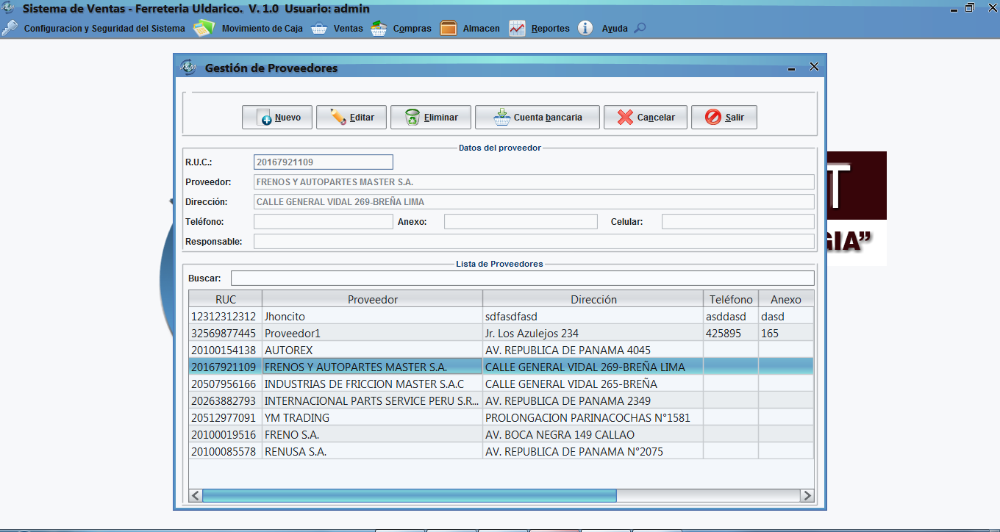 Sistema de Ventas - Ferreteria Uldarico. V. 1.0 Usuario: admin
Configuracion y Seguridad del Sistema Movimiento de Caja Ventas Compras Almacen Reportes Ayuda
Gestión de Proveedores
Nuevo Editar Eliminar Cuenta bancaria Cancelar Salir
Datos del proveedor
R.U.C.: 20167921109
Proveedor: FRENOS Y AUTOPARTES MASTER S.A.
Dirección: CALLE GENERAL VIDAL 269-BREÑA LIMA
Teléfono: Anexo: Celular:
Responsable:
Lista de Proveedores
Buscar:
RUC Proveedor Dirección Teléfono Anexo
12312312312 Jhoncito sdfasdfasd asddasd dasd
32569877445 Proveedor1 Jr. Los Azulejos 234 425895 165
20100154138 AUTOREX AV. REPUBLICA DE PANAMA 4045
20167921109 FRENOS Y AUTOPARTES MASTER S.A. CALLE GENERAL VIDAL 269-BREÑA LIMA
20507956166 INDUSTRIAS DE FRICCION MASTER S.A.C CALLE GENERAL VIDAL 265-BREÑA
20263882793 INTERNACIONAL PARTS SERVICE PERU S.R... AV. REPUBLICA DE PANAMA 2349
20512977091 YM TRADING PROLONGACION PARINACOCHAS N°1581
20100019516 FRENO S.A. AV. BOCA NEGRA 149 CALLAO
20100085578 RENUSA S.A. AV. REPUBLICA DE PANAMA N°2075